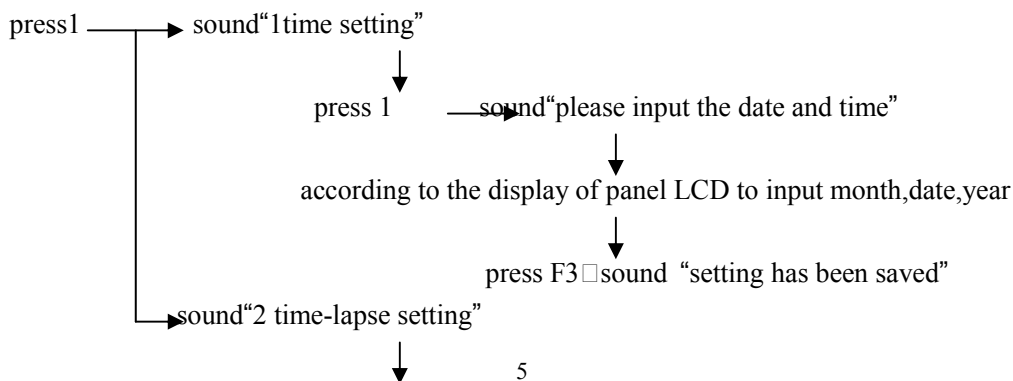 press1 sound“1time setting”
press 1 sound“please input the date and time”
according to the display of panel LCD to input month,date,year
press F3□sound “setting has been saved”
sound“2 time-lapse setting”
5